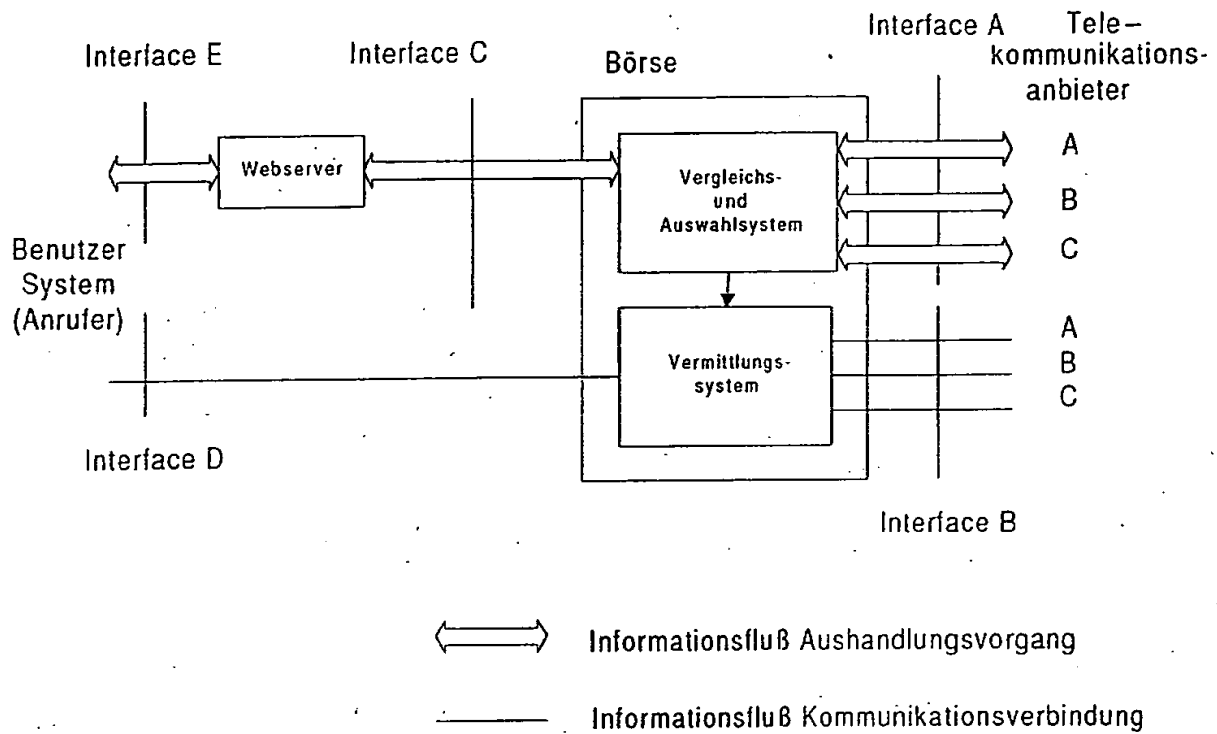 Interface E
Interface C
Börse
Interface A
Tele-
kommunikations-
anbieter
Webserver
Vergleichs-
und
Auswahlsystem
A
B
C
Benutzer
System
(Anrufer)
Vermittlungs-
system
A
B
C
Interface D
Interface B
Informationsfluß Aushandlungsvorgang
Informationsfluß Kommunikationsverbindung